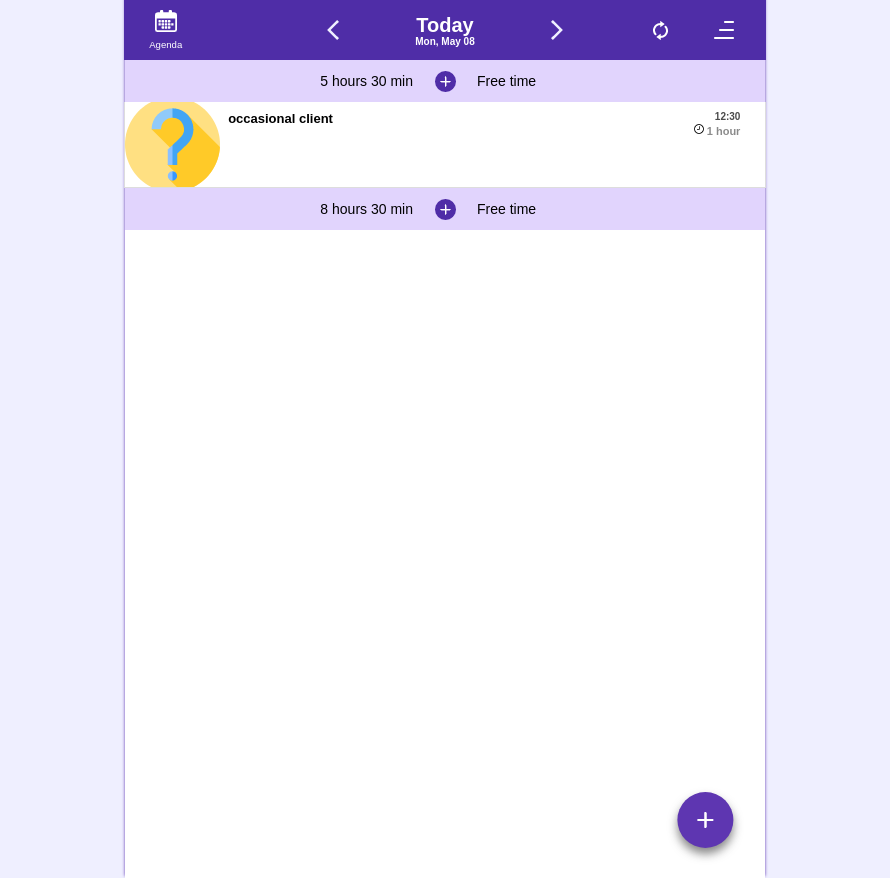 Today
Mon, May 08
Agenda
5 hours 30 min Free time
occasional client
12:30
1 hour
8 hours 30 min Free time